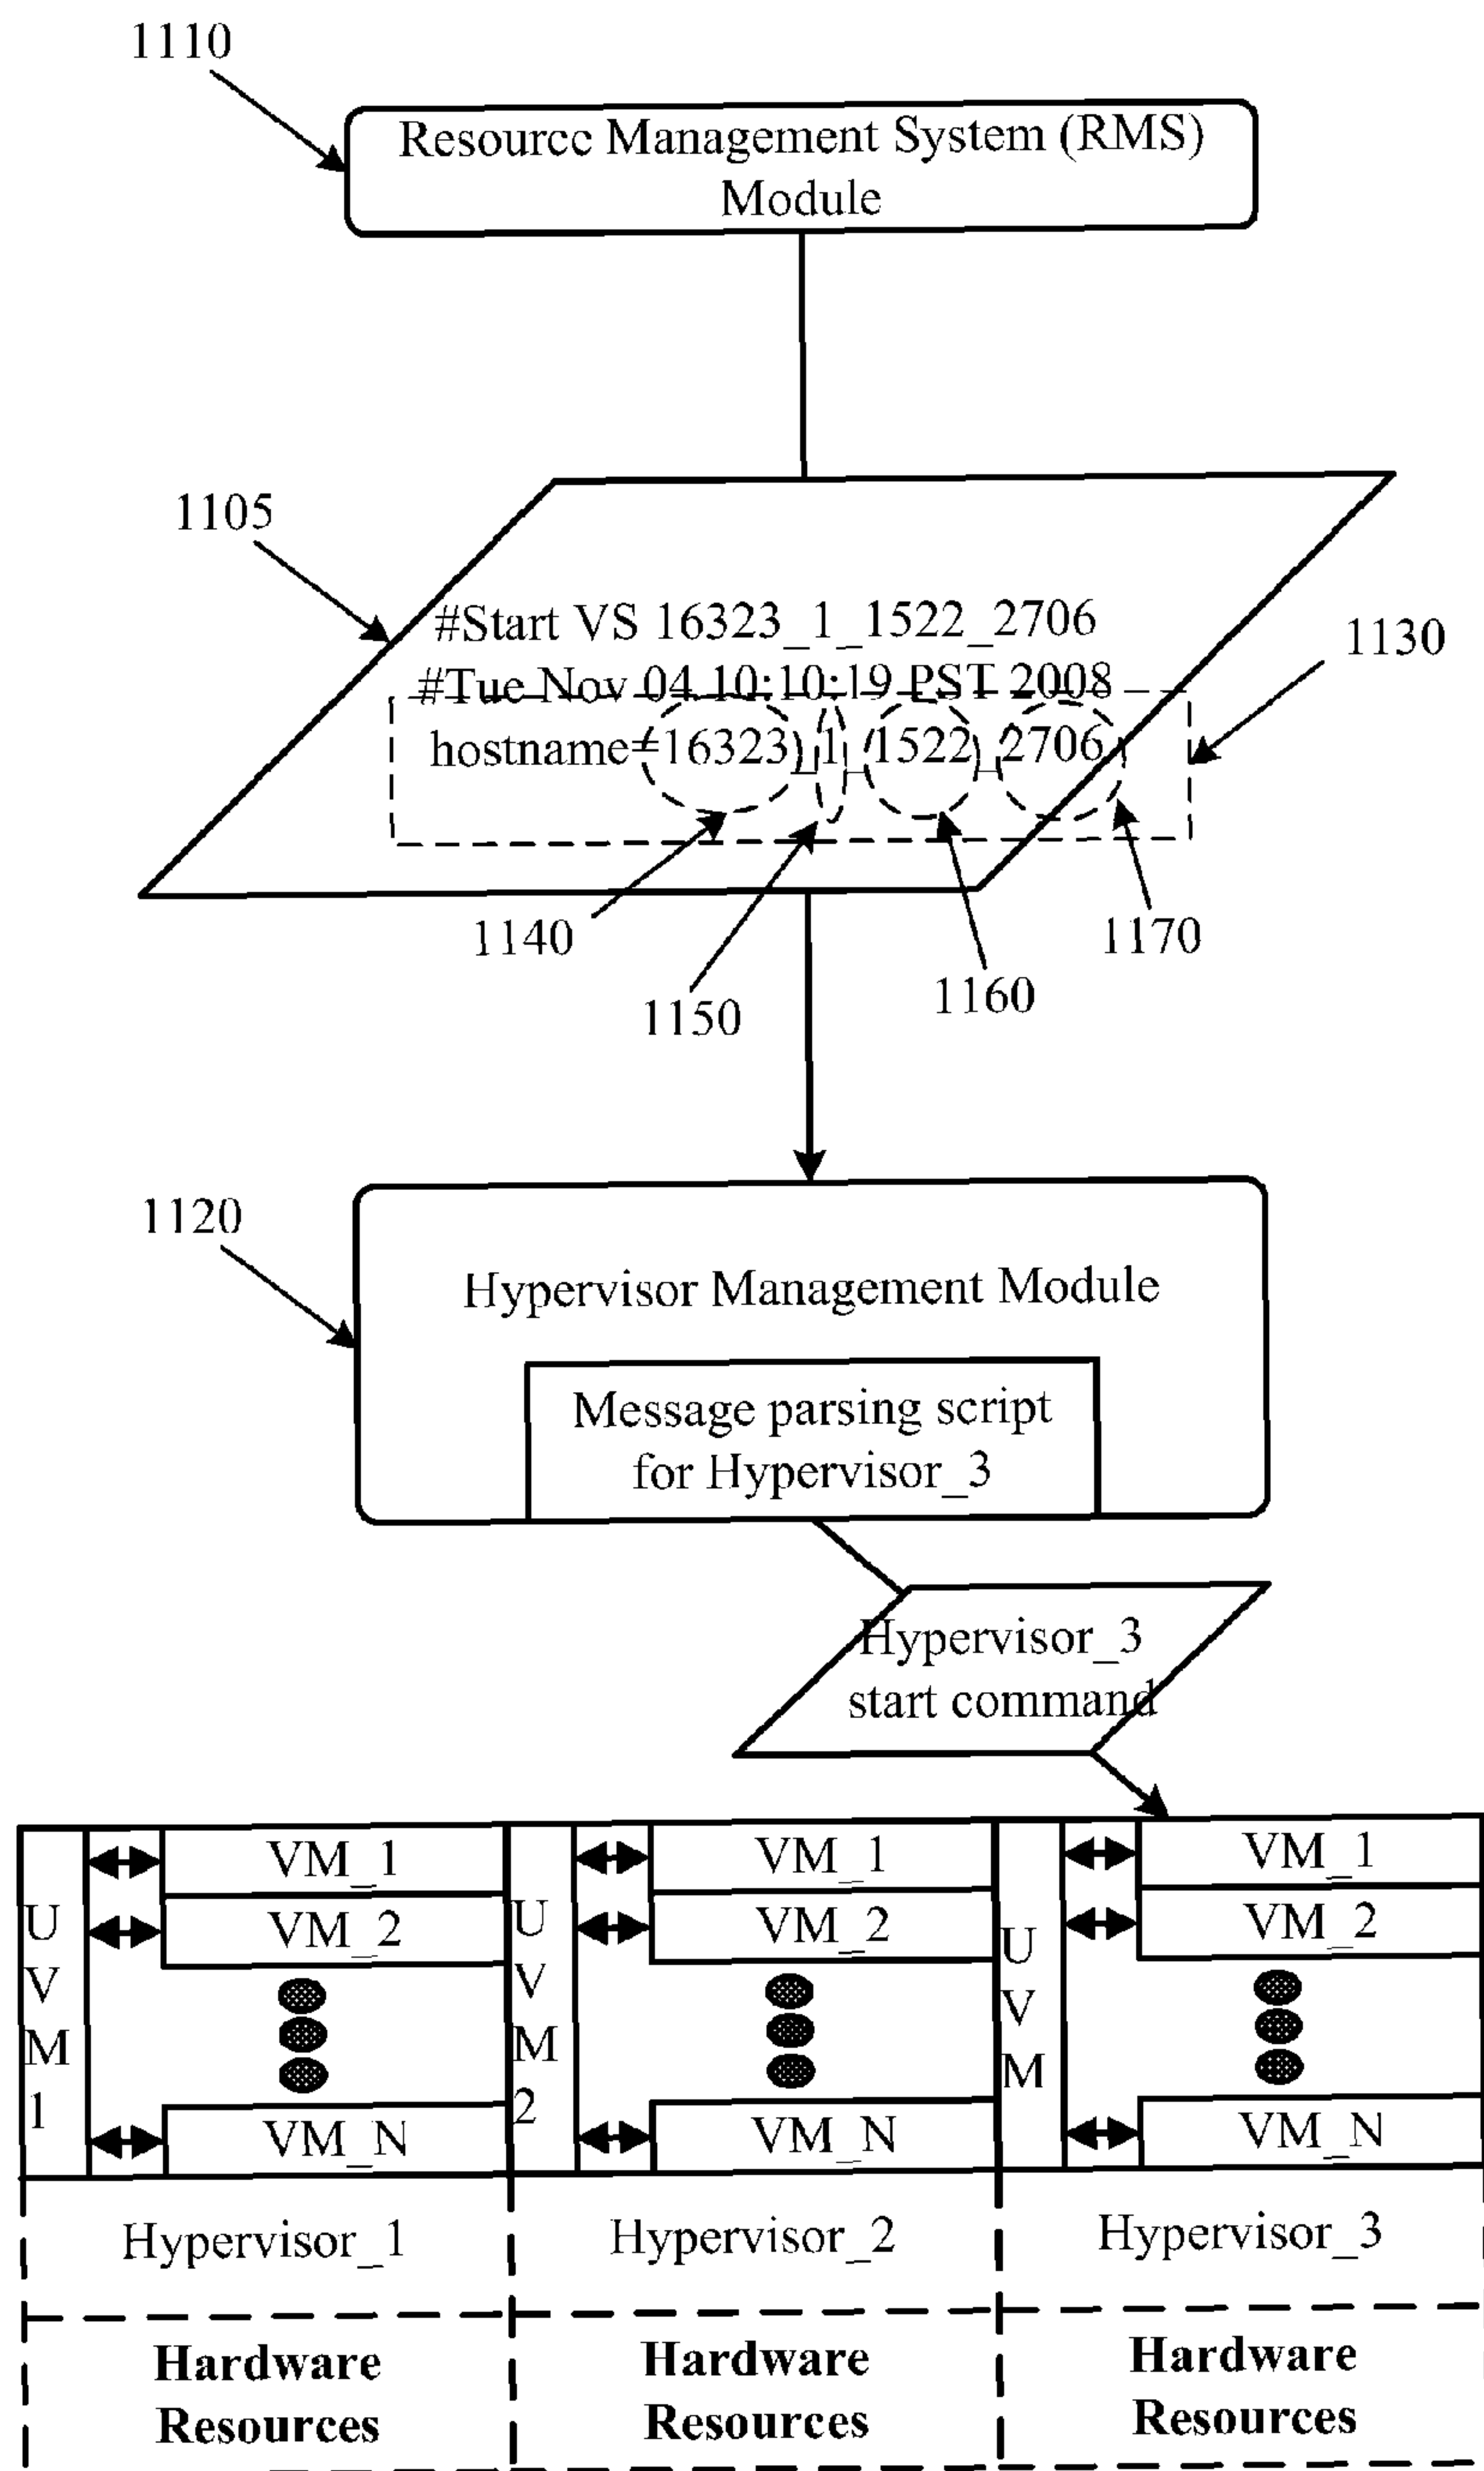 1110
Resource Management System (RMS)
Module
1105
#Start VS 16323_1_1522_2706
#Tue Nov 04 10:10:19 PST 2008
1130
hostname=16323_1_1522_2706
1140
1150
1160
1170
1120
Hypervisor Management Module
Message parsing script
for Hypervisor_3
Hypervisor_3
start command
U
V
M
1
VM_1
VM_2
VM_N
U
V
M
2
VM_1
VM_2
VM_N
U
V
M
VM_1
VM_2
VM_N
Hypervisor_1
Hypervisor_2
Hypervisor_3
Hardware
Resources
Hardware
Resources
Hardware
Resources